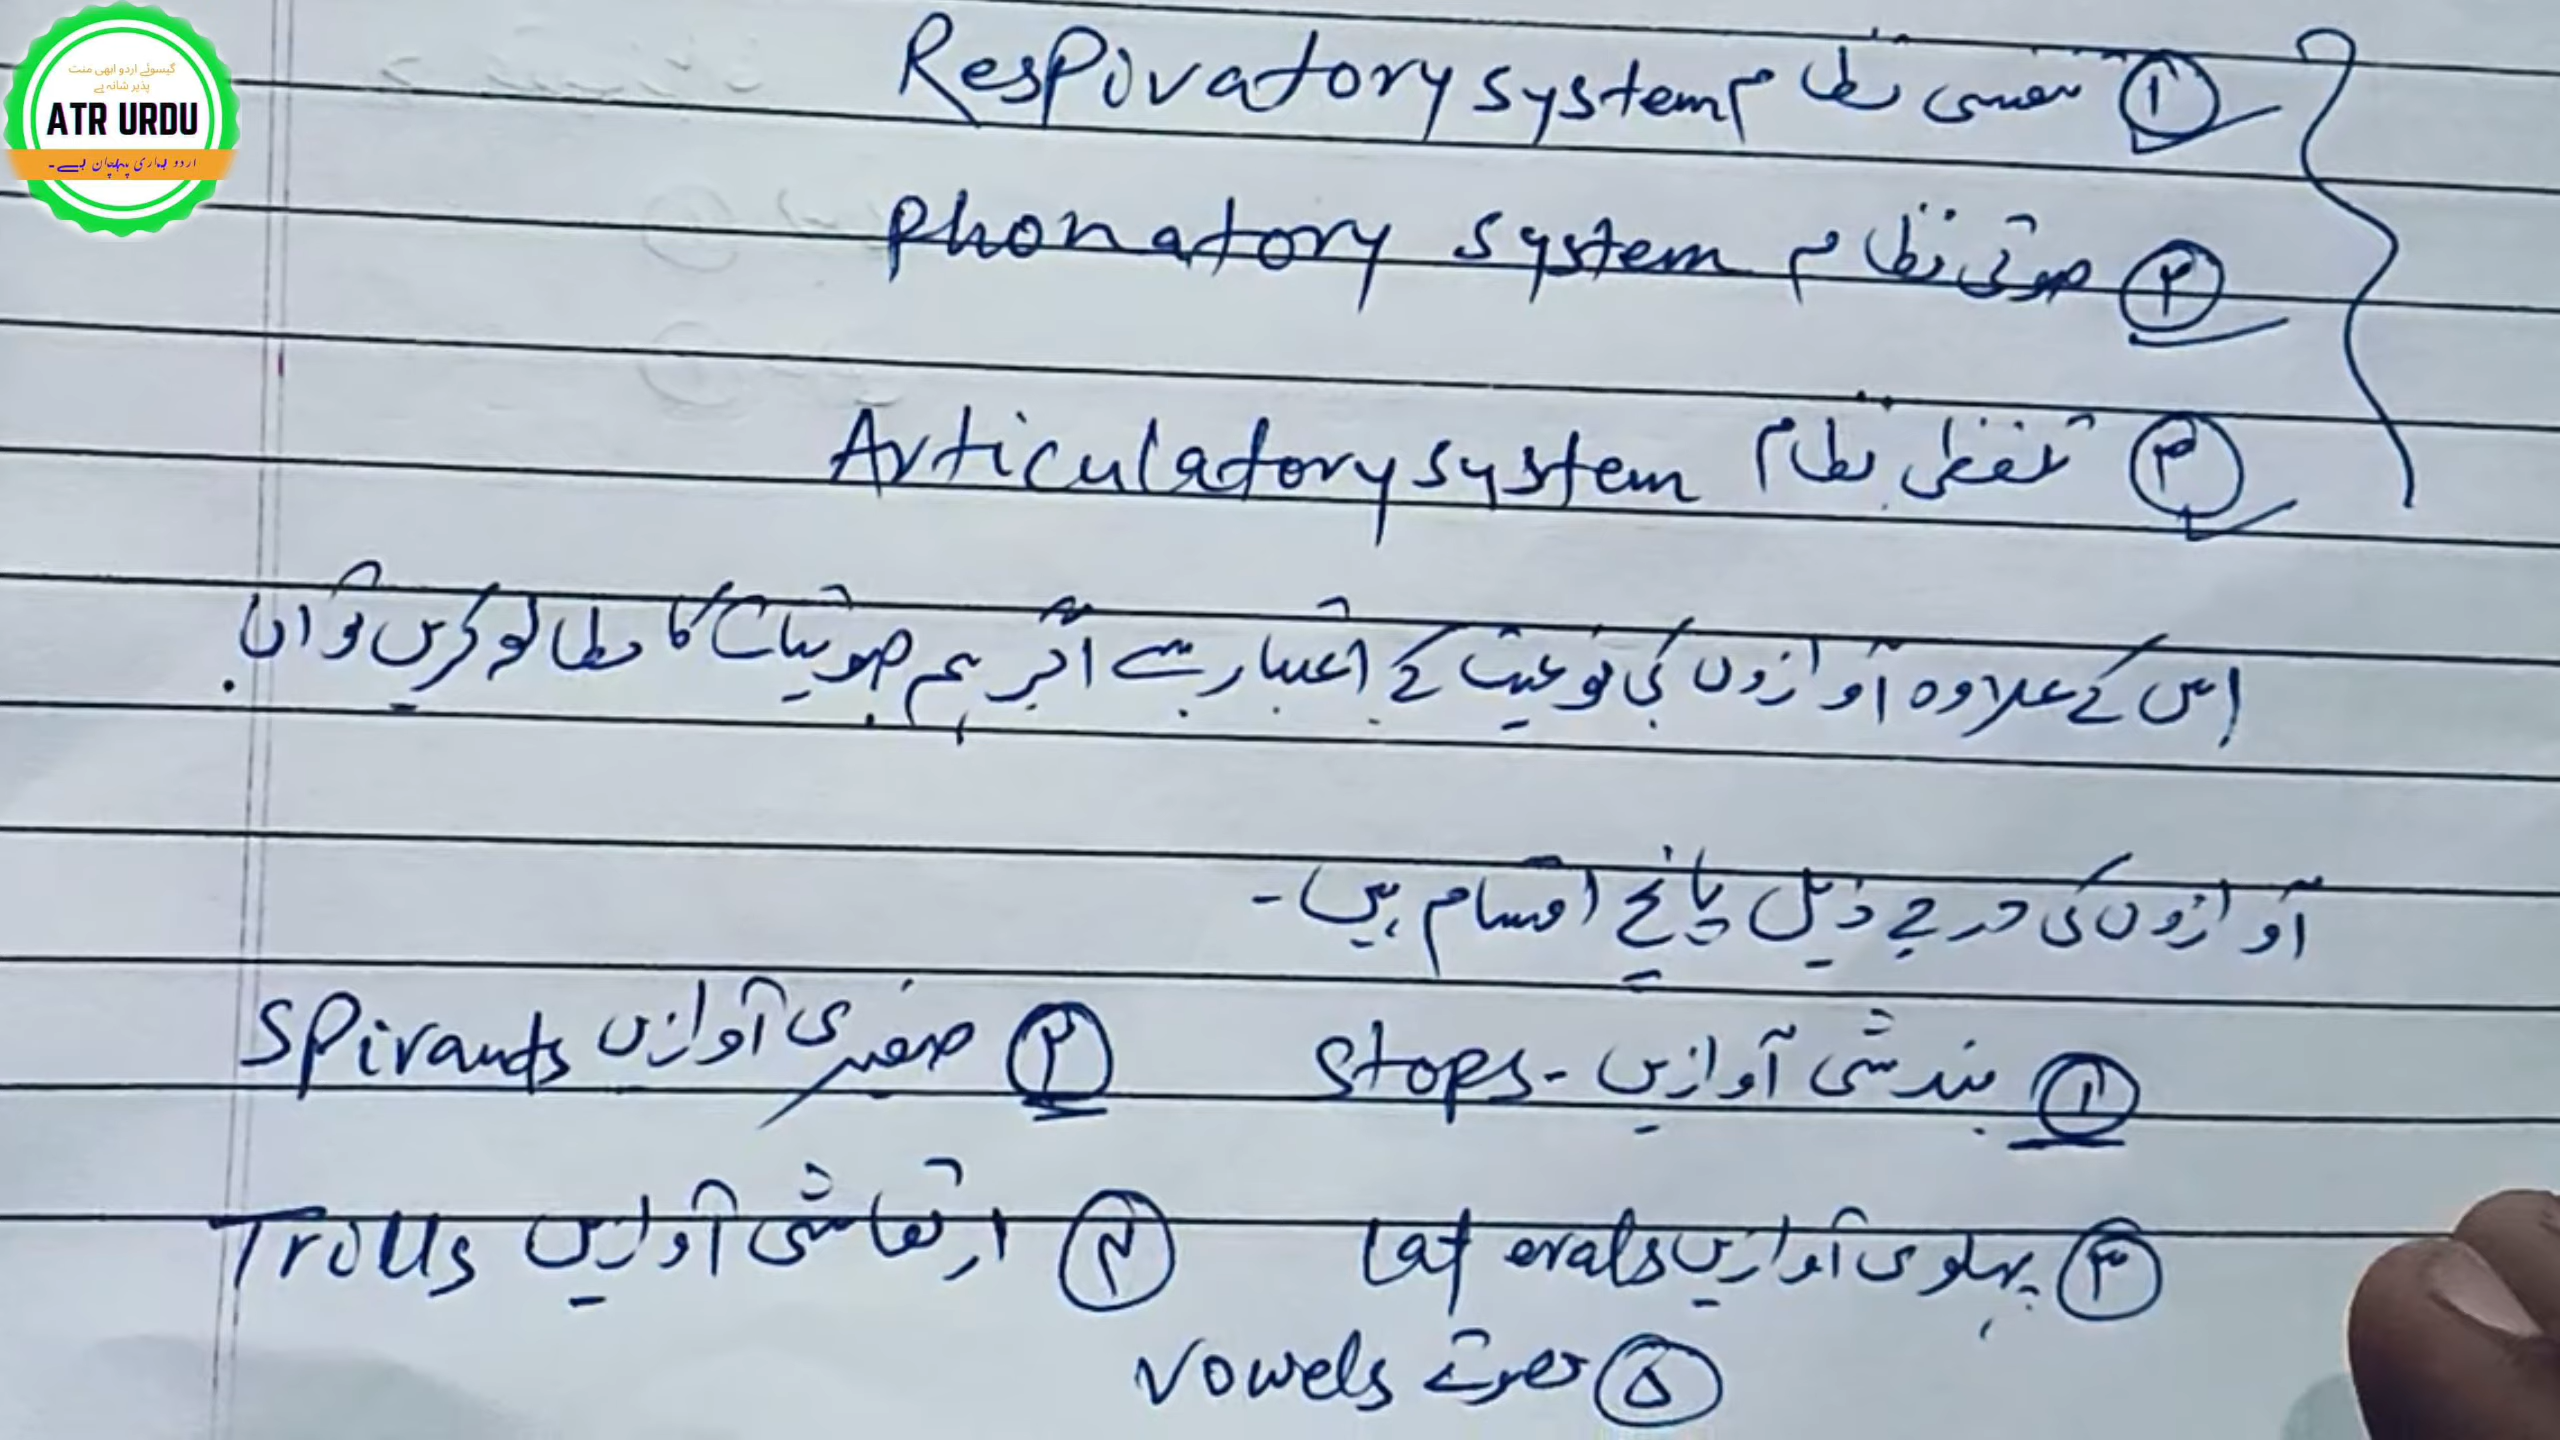 گیسوئے اردو ابھی منت
پذیر شانہ ہے
ATR URDU
اردو ہماری پہچان ہے۔
① تنفسی نظام Respiratory system
② صوتی نظام Phonatory system
③ تلفظی نظام Articulatory system
اِس کے علاوہ آوازوں کی نوعیت کے اعتبار سے اگر ہم صوتیات کا مطالعہ کریں تو ان
آوازوں کی درج ذیل پانچ اقسام ہیں۔
① بندشی آوازیں - Stops ② صفیری آوازیں Spirants
③ پہلوی آوازیں Laterals ④ ارتعاشی آوازیں Trolls
⑤ مصوتے Vowels